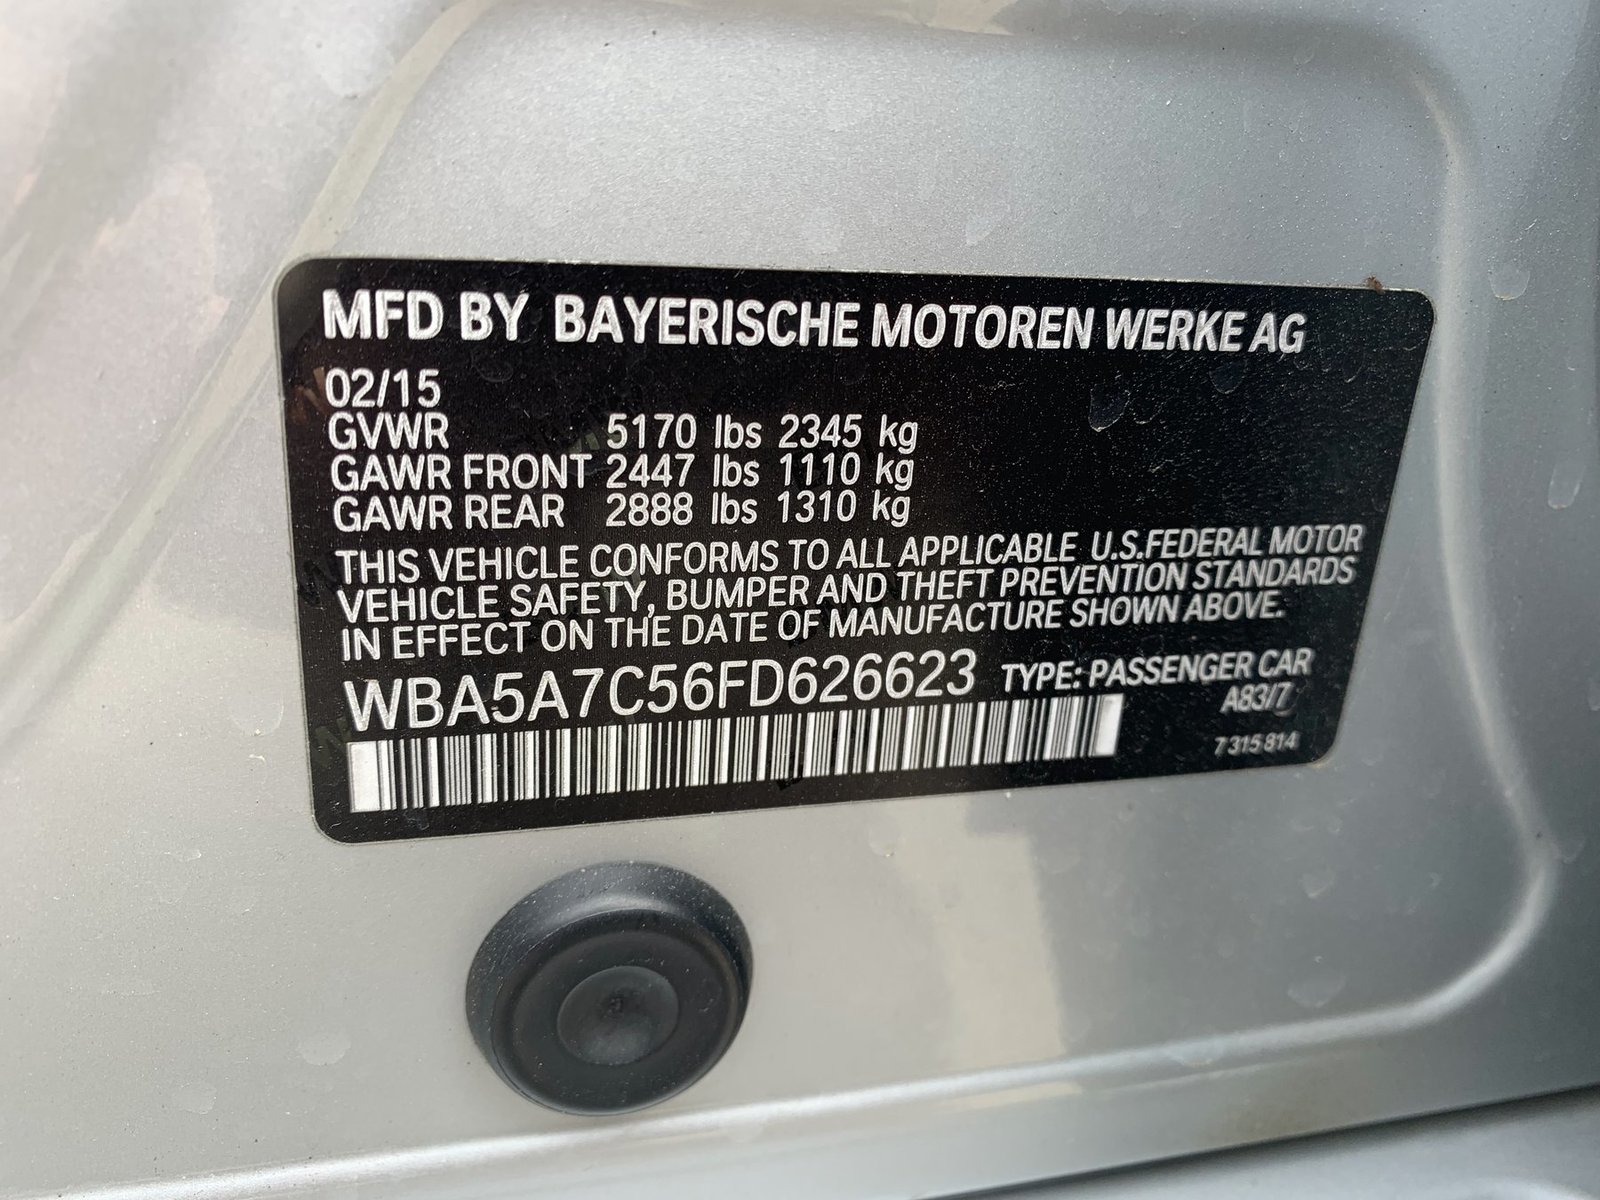 MFD BY BAYERISCHE MOTOREN WERKE AG
02/15
GVWR 5170 lbs 2345 kg
GAWR FRONT 2447 lbs 1110 kg
GAWR REAR 2888 lbs 1310 kg
THIS VEHICLE CONFORMS TO ALL APPLICABLE U.S.FEDERAL MOTOR
VEHICLE SAFETY, BUMPER AND THEFT PREVENTION STANDARDS
IN EFFECT ON THE DATE OF MANUFACTURE SHOWN ABOVE.
WBA5A7C56FD626623 TYPE: PASSENGER CAR
A83/7
7 315 814